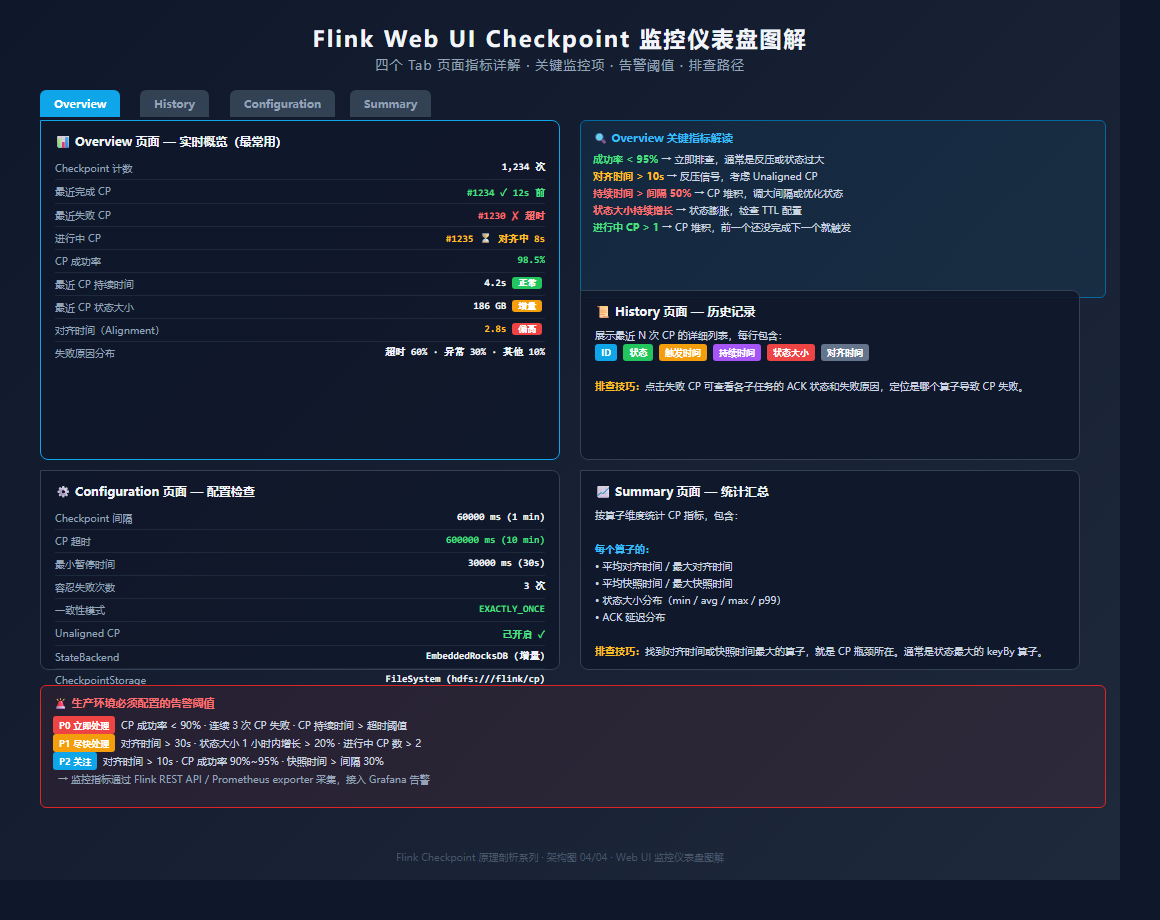 Flink Web UI Checkpoint 监控仪表盘图解
四个 Tab 页面指标详解 · 关键监控项 · 告警阈值 · 排查路径
Overview
History
Configuration
Summary
📊 Overview 页面 — 实时概览（最常用）
Checkpoint 计数 1,234 次
最近完成 CP #1234 ✓ 12s 前
最近失败 CP #1230 ✗ 超时
进行中 CP #1235 ⏳ 对齐中 8s
CP 成功率 98.5%
最近 CP 持续时间 4.2s 正常
最近 CP 状态大小 186 GB 增量
对齐时间（Alignment） 2.8s 偏高
失败原因分布 超时 60% · 异常 30% · 其他 10%
🔍 Overview 关键指标解读
成功率 < 95% → 立即排查，通常是反压或状态过大
对齐时间 > 10s → 反压信号，考虑 Unaligned CP
持续时间 > 间隔 50% → CP 堆积，调大间隔或优化状态
状态大小持续增长 → 状态膨胀，检查 TTL 配置
进行中 CP > 1 → CP 堆积，前一个还没完成下一个就触发
📜 History 页面 — 历史记录
展示最近 N 次 CP 的详细列表，每行包含：
ID 状态 触发时间 持续时间 状态大小 对齐时间
排查技巧：点击失败 CP 可查看各子任务的 ACK 状态和失败原因，定位是哪个算子导致 CP 失败。
⚙️ Configuration 页面 — 配置检查
Checkpoint 间隔 60000 ms (1 min)
CP 超时 600000 ms (10 min)
最小暂停时间 30000 ms (30s)
容忍失败次数 3 次
一致性模式 EXACTLY_ONCE
Unaligned CP 已开启 ✓
StateBackend EmbeddedRocksDB (增量)
CheckpointStorage FileSystem (hdfs:///flink/cp)
📈 Summary 页面 — 统计汇总
按算子维度统计 CP 指标，包含：
每个算子的：
• 平均对齐时间 / 最大对齐时间
• 平均快照时间 / 最大快照时间
• 状态大小分布（min / avg / max / p99）
• ACK 延迟分布
排查技巧：找到对齐时间或快照时间最大的算子，就是 CP 瓶颈所在。通常是状态最大的 keyBy 算子。
🚨 生产环境必须配置的告警阈值
P0 立即处理 CP 成功率 < 90% · 连续 3 次 CP 失败 · CP 持续时间 > 超时阈值
P1 尽快处理 对齐时间 > 30s · 状态大小 1 小时内增长 > 20% · 进行中 CP 数 > 2
P2 关注 对齐时间 > 10s · CP 成功率 90%~95% · 快照时间 > 间隔 30%
→ 监控指标通过 Flink REST API / Prometheus exporter 采集，接入 Grafana 告警
Flink Checkpoint 原理剖析系列 · 架构图 04/04 · Web UI 监控仪表盘图解